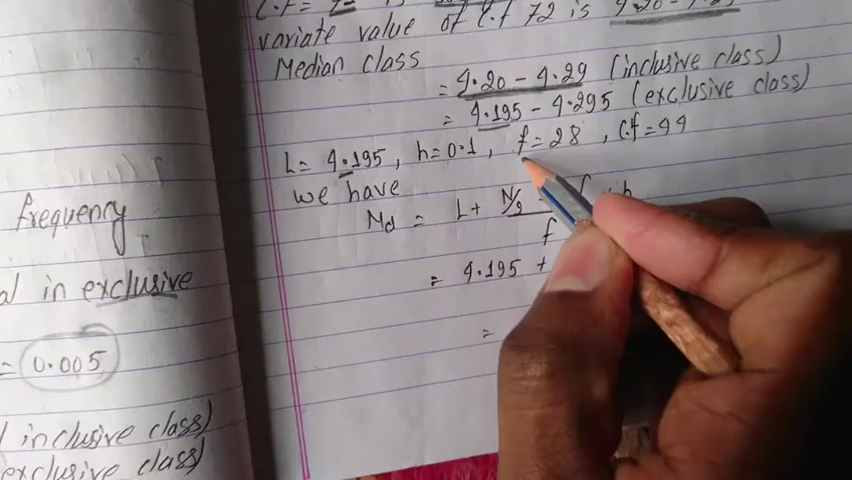 frequency
al in exclusive
= 0.005
inclusive class)
exclusive class)
variate value of C.f 72 is
Median class
= 4.20 - 4.29 (inclusive class)
= 4.195 - 4.295 (exclusive class)
L = 4.195, h = 0.1, f = 28, C.f = 44
we have
Md = L + N/2
f
= 4.195 +
=